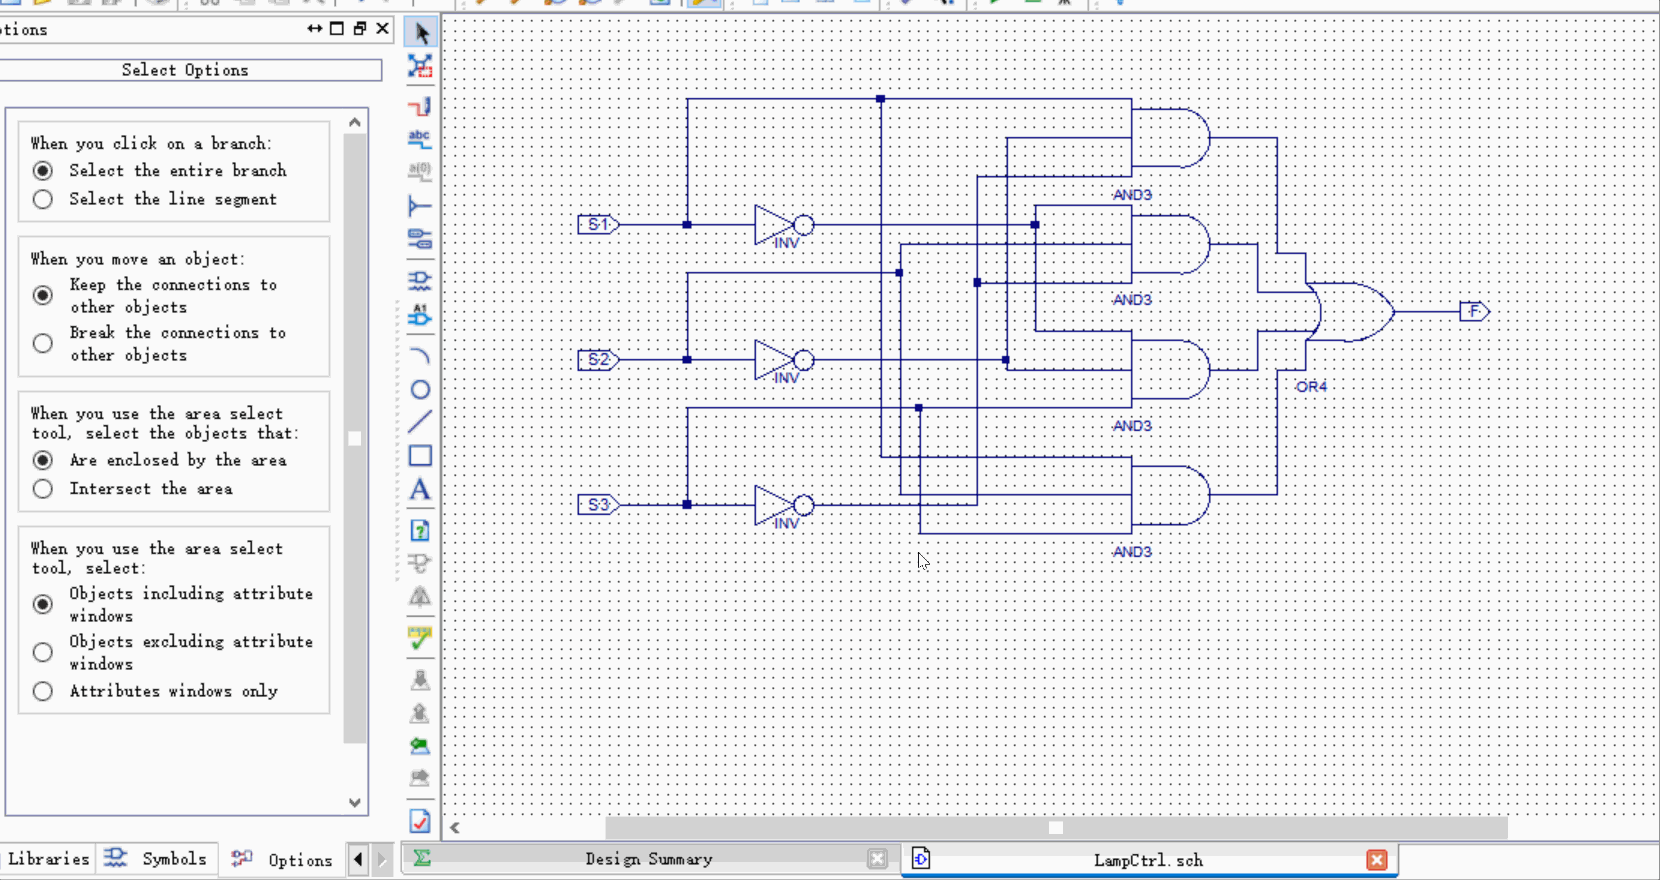 tions
Select Options
When you click on a branch:
Select the entire branch
Select the line segment
When you move an object:
Keep the connections to
other objects
Break the connections to
other objects
When you use the area select
tool, select the objects that:
Are enclosed by the area
Intersect the area
When you use the area select
tool, select:
Objects including attribute
windows
Objects excluding attribute
windows
Attributes windows only
Libraries
Symbols
Options
abc
a(0)
A1
A
?
S1
INV
S2
INV
S3
INV
AND3
AND3
AND3
AND3
OR4
F
Σ
Design Summary
LampCtrl.sch